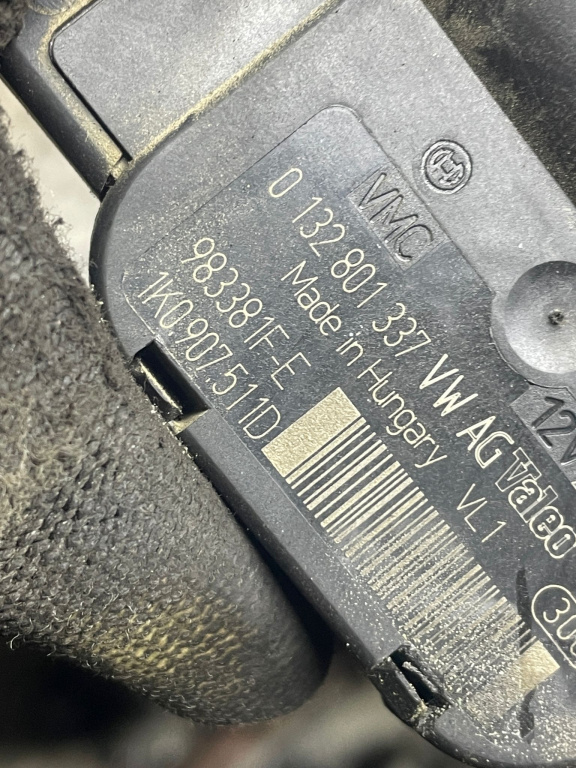 VMC
0 132 801 337 VW AG Valeo
Made in Hungary VL1
983381F-E
1K0 907 511D
12V